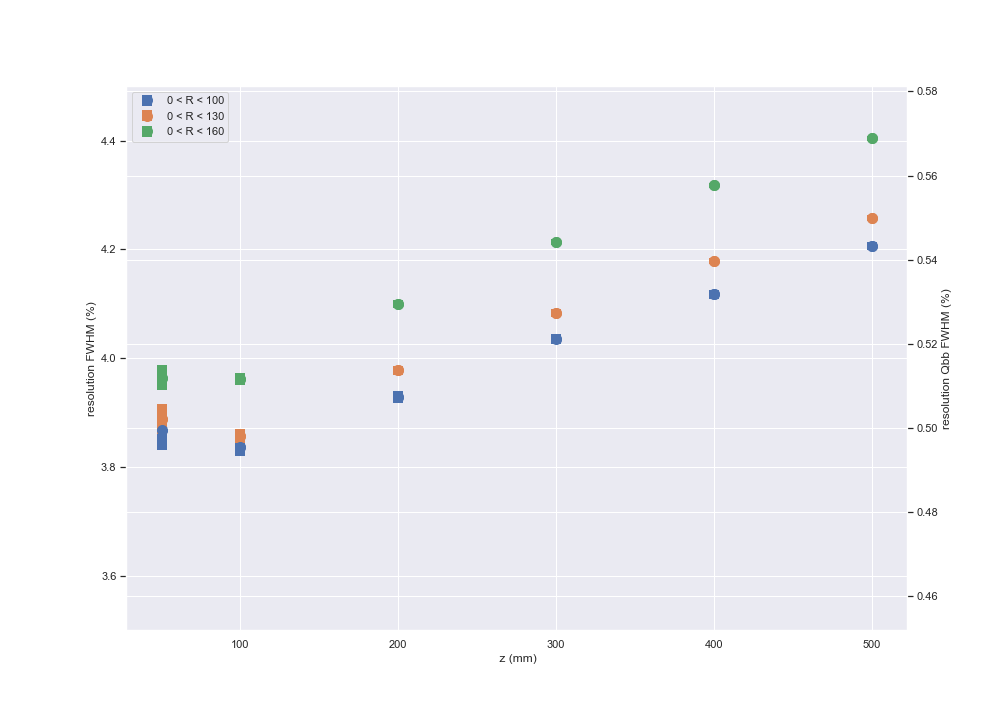 0 < R < 100
0 < R < 130
0 < R < 160
4.4
4.2
4.0
3.8
3.6
resolution FWHM (%)
0.58
0.56
0.54
0.52
0.50
0.48
0.46
resolution Qbb FWHM (%)
100
200
300
400
500
z (mm)